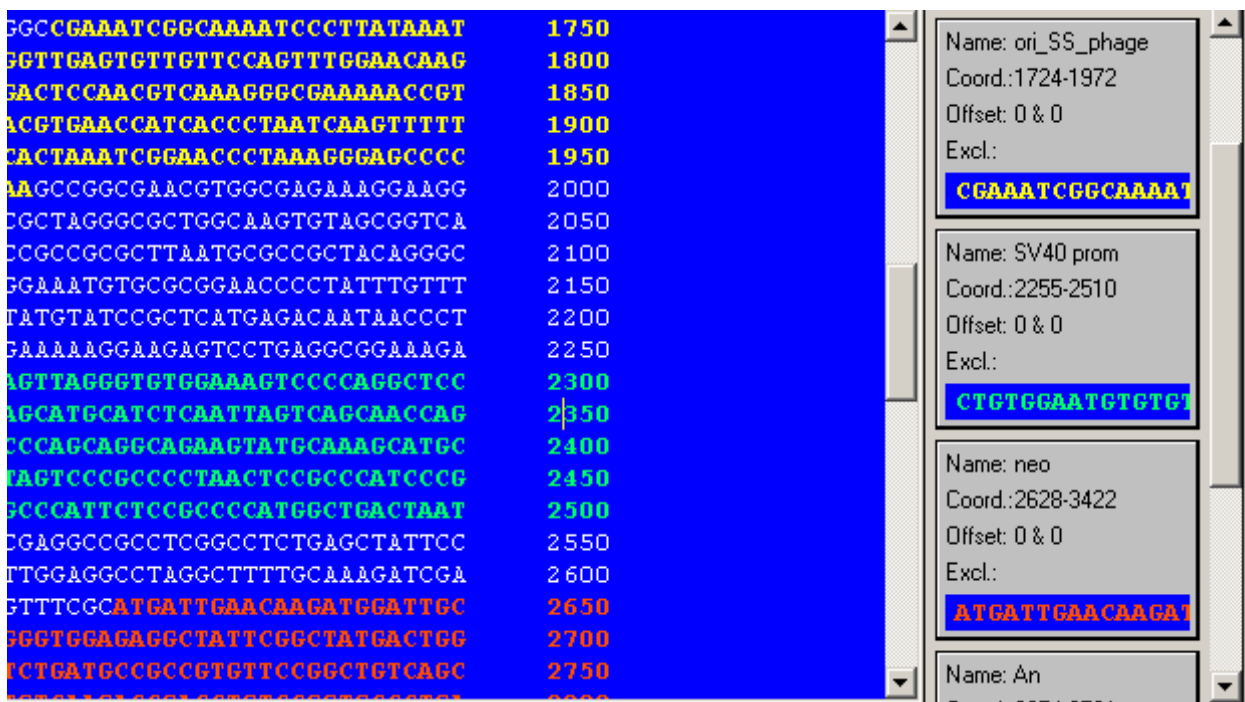 GGCCGAAATCGGCAAAATCCCTTATAAAT 1750
GGTTGAGTGTTGTTCCAGTTTGGAACAAG 1800
GACTCCAACGTCAAAGGGCGAAAAACCGT 1850
ACGTGAACCATCACCCTAATCAAGTTTTT 1900
CACTAAATCGGAACCCTAAAGGGAGCCCC 1950
AAGCCGGCGAACGTGGCGAGAAAGGAAGG 2000
CGCTAGGGCGCTGGCAAGTGTAGCGGTCA 2050
CCGCCGCGCTTAATGCGCCGCTACAGGGC 2100
GGAAATGTGCGCGGAACCCCTATTTGTTT 2150
TATGTATCCGCTCATGAGACAATAACCCT 2200
GAAAAAGGAAGAGTCCTGAGGCGGAAAGA 2250
AGTTAGGGTGTGGAAAGTCCCCAGGCTCC 2300
AGCATGCATCTCAATTAGTCAGCAACCAG 2350
CCCAGCAGGCAGAAGTATGCAAAGCATGC 2400
TAGTCCCGCCCCTAACTCCGCCCATCCCG 2450
GCCCATTCTCCGCCCCATGGCTGACTAAT 2500
CGAGGCCGCCTCGGCCTCTGAGCTATTCC 2550
TTGGAGGCCTAGGCTTTTGCAAAGATCGA 2600
GTTTCGCATGATTGAACAAGATGGATTGC 2650
GGGTGGAGAGGCTATTCGGCTATGACTGG 2700
TCTGATGCCGCCGTGTTCCGGCTGTCAGC 2750
Name: ori_SS_phage
Coord.:1724-1972
Offset: 0 & 0
Excl.:
CGAAATCGGCAAAAT
Name: SV40 prom
Coord.:2255-2510
Offset: 0 & 0
Excl.:
CTGTGGAATGTGTGT
Name: neo
Coord.:2628-3422
Offset: 0 & 0
Excl.:
ATGATTGAACAAGAT
Name: An